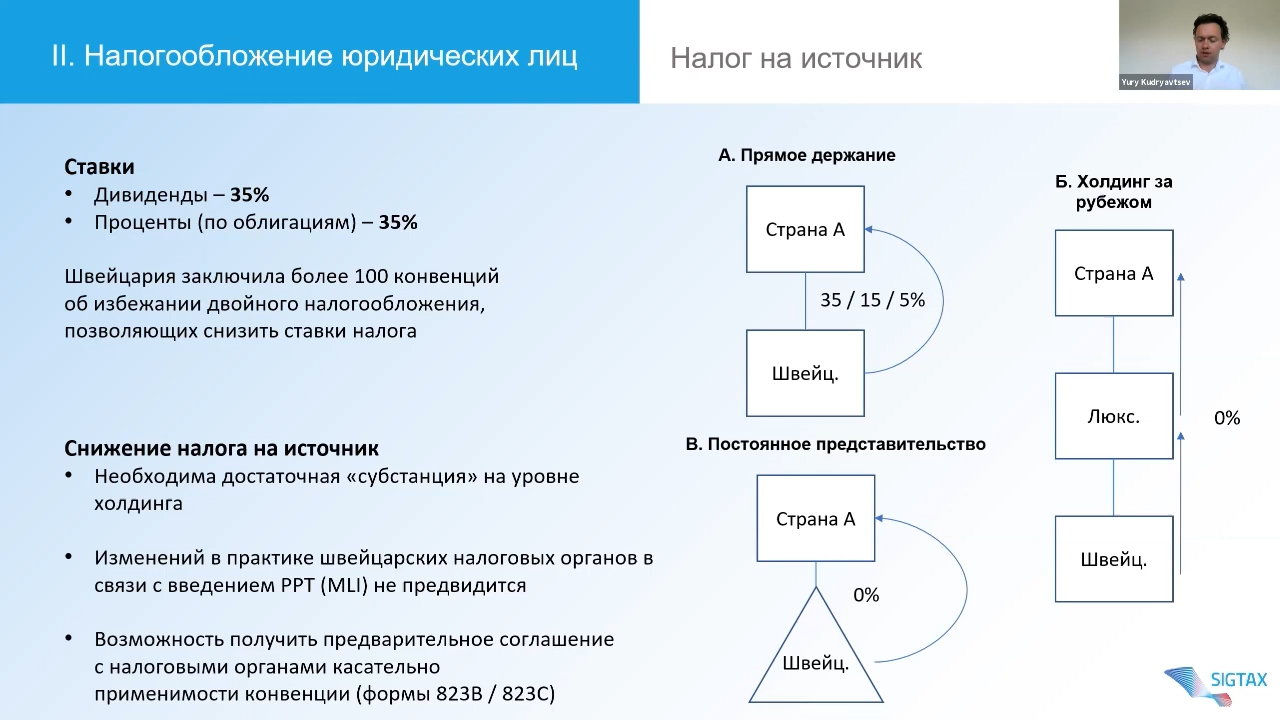 II. Налогообложение юридических лиц
Налог на источник
Yury Kudryavtsev
Ставки
• Дивиденды – 35%
• Проценты (по облигациям) – 35%
Швейцария заключила более 100 конвенций
об избежании двойного налогообложения,
позволяющих снизить ставки налога
Снижение налога на источник
• Необходима достаточная «субстанция» на уровне
холдинга
• Изменений в практике швейцарских налоговых органов в
связи с введением PPT (MLI) не предвидится
• Возможность получить предварительное соглашение
с налоговыми органами касательно
применимости конвенции (формы 823B / 823C)
А. Прямое держание
Страна А
35 / 15 / 5%
Швейц.
В. Постоянное представительство
Страна А
0%
Швейц.
Б. Холдинг за
рубежом
Страна А
Люкс.
0%
Швейц.
SIGTAX